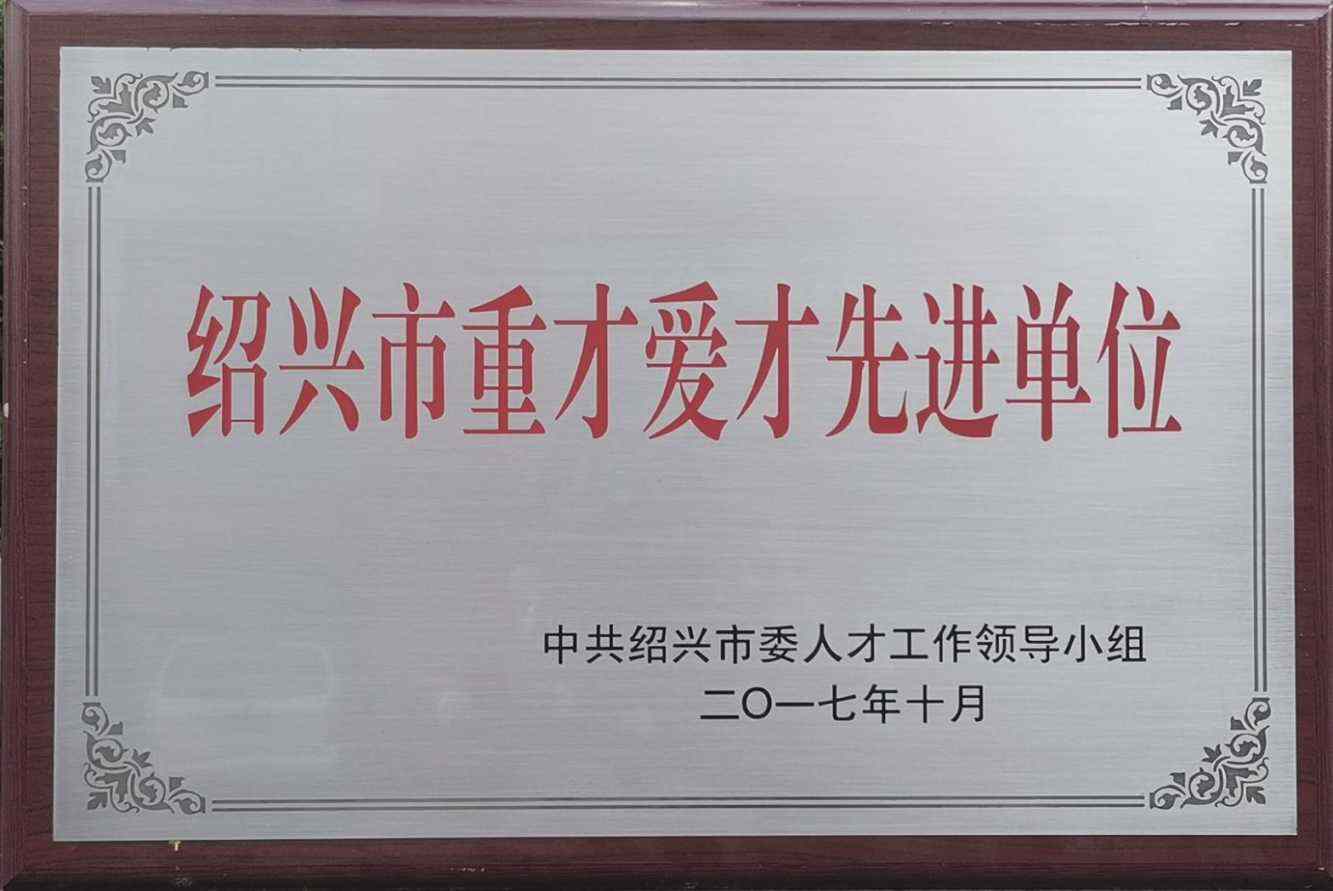 绍兴市重才爱才先进单位
中共绍兴市委人才工作领导小组
二〇一七年十月